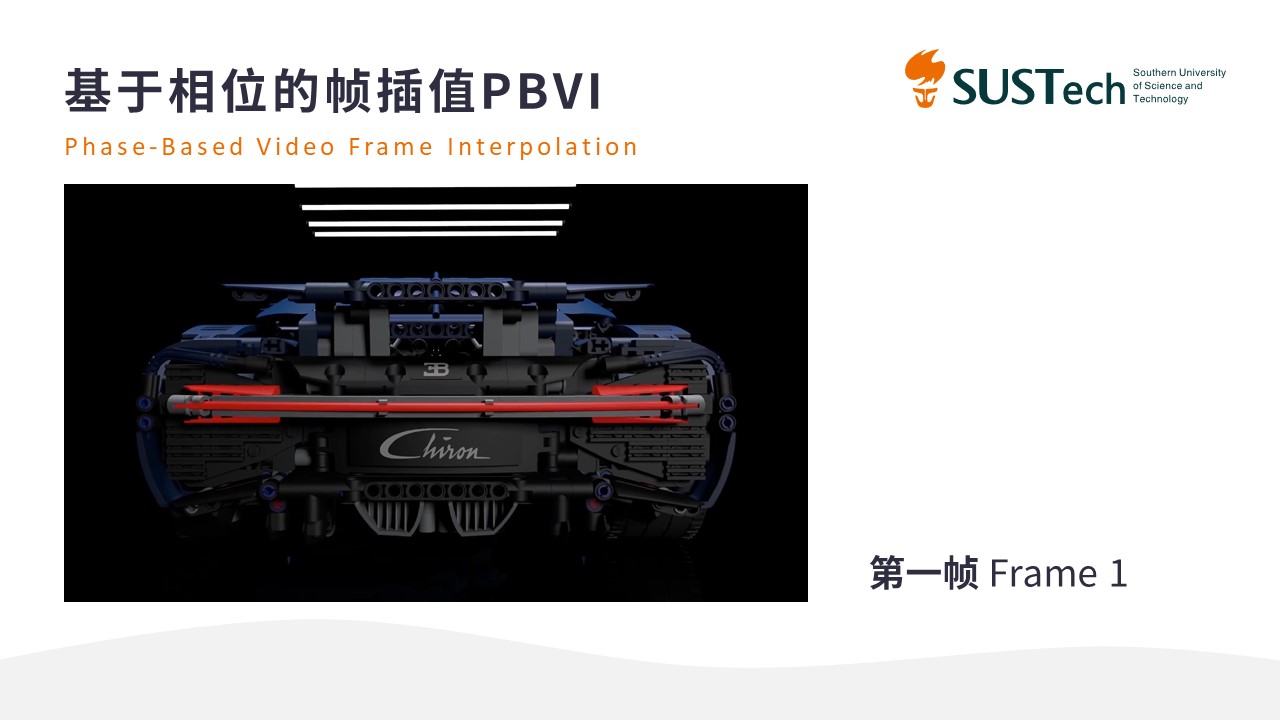 基于相位的帧插值PBVI
Phase-Based Video Frame Interpolation
SUSTech
Southern University
of Science and
Technology
EB
Chiron
第一帧 Frame 1